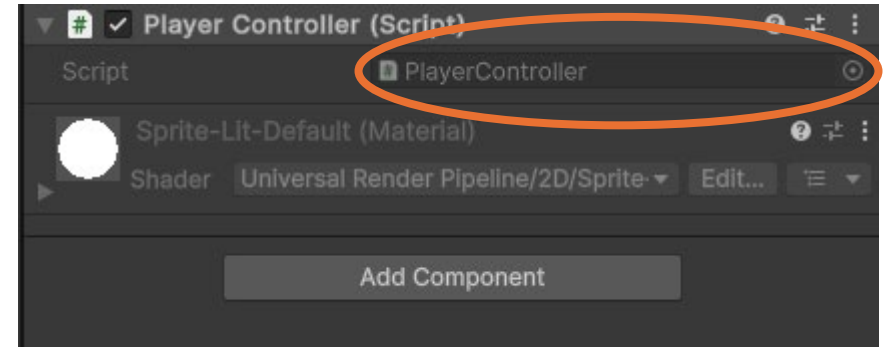 # Player Controller (Script) ?
Script # PlayerController
Sprite-Lit-Default (Material) ?
Shader Universal Render Pipeline/2D/Sprite- Edit...
Add Component